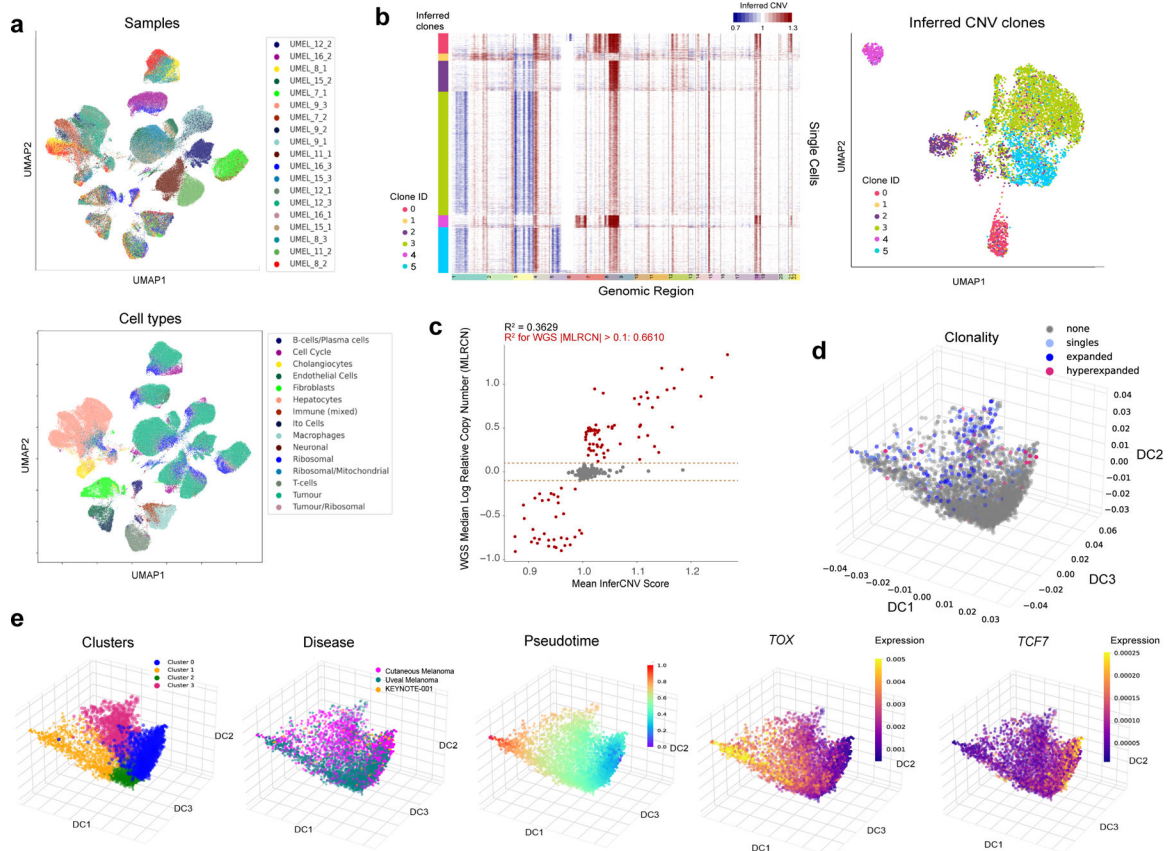 a
Samples
UMAP2
UMAP1
UMEL_12_2
UMEL_16_2
UMEL_8_1
UMEL_15_2
UMEL_7_1
UMEL_9_3
UMEL_7_2
UMEL_9_2
UMEL_9_1
UMEL_11_1
UMEL_16_3
UMEL_15_3
UMEL_12_1
UMEL_12_3
UMEL_16_1
UMEL_15_1
UMEL_8_3
UMEL_11_2
UMEL_8_2
Cell types
UMAP2
UMAP1
B-cells/Plasma cells
Cell Cycle
Cholangiocytes
Endothelial Cells
Fibroblasts
Hepatocytes
Immune (mixed)
Ito Cells
Macrophages
Neuronal
Ribosomal
Ribosomal/Mitochondrial
T-cells
Tumour
Tumour/Ribosomal
b
Inferred
clones
Inferred CNV
0.7 1 1.3
Clone ID
0
1
2
3
4
5
Single Cells
Genomic Region
Inferred CNV clones
UMAP2
Clone ID
0
1
2
3
4
5
UMAP1
c
R² = 0.3629
R² for WGS |MLRCN| > 0.1: 0.6610
WGS Median Log Relative Copy Number (MLRCN)
1.0
0.5
0.0
−0.5
−1.0
0.9 1.0 1.1 1.2
Mean InferCNV Score
d
Clonality
none
singles
expanded
hyperexpanded
0.04
0.03
0.02
0.01
0.00
−0.01
−0.02
−0.03
DC2
0.06
0.04
0.02
0.00
−0.02
−0.04
DC3
−0.04
−0.03
−0.02
−0.01
0.00
0.01
0.02
0.03
DC1
e
Clusters
Cluster 0
Cluster 1
Cluster 2
Cluster 3
DC2
DC3
DC1
Disease
Cutaneous Melanoma
Uveal Melanoma
KEYNOTE-001
DC2
DC3
DC1
Pseudotime
1.0
0.8
0.6
0.4
0.2
0.0
DC2
DC3
DC1
TOX
Expression
0.005
0.004
0.003
0.002
0.001
DC2
DC3
DC1
TCF7
Expression
0.00025
0.00020
0.00015
0.00010
0.00005
DC2
DC3
DC1